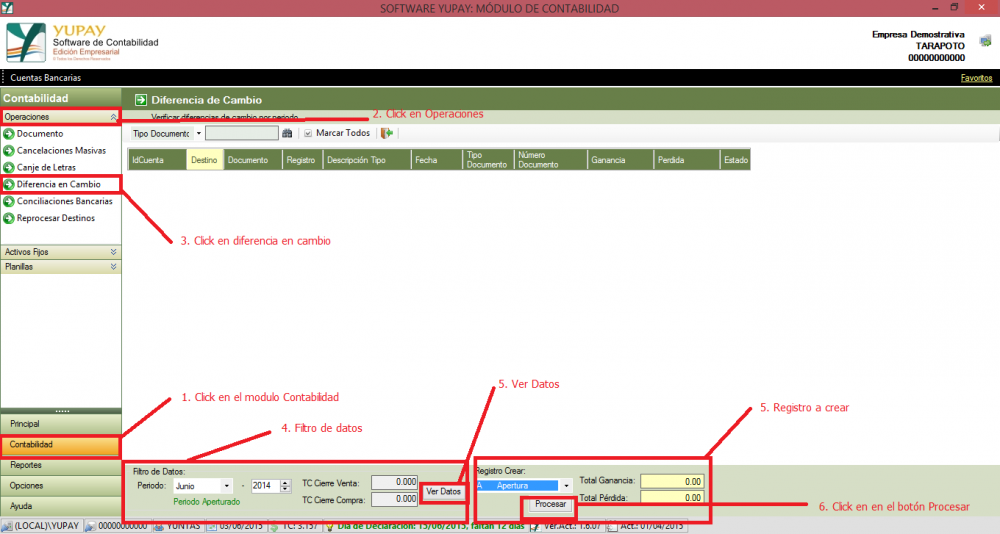 SOFTWARE YUPAY: MÓDULO DE CONTABILIDAD
YUPAY
Software de Contabilidad
Edición Empresarial
© Todos los Derechos Reservados
Empresa Demostrativa
TARAPOTO
00000000000
Cuentas Bancarias
Favoritos
Contabilidad
Diferencia de Cambio
Operaciones
Verificar diferencias de cambio por periodo
2. Click en Operaciones
Documento
Tipo Documento
Marcar Todos
Cancelaciones Masivas
IdCuenta
Destino
Documento
Registro
Descripción Tipo
Fecha
Tipo Documento
Número Documento
Ganancia
Perdida
Estado
Canje de Letras
Diferencia en Cambio
Conciliaciones Bancarias
Reprocesar Destinos
3. Click en diferencia en cambio
Activos Fijos
Planillas
5. Ver Datos
1. Click en el modulo Contabilidad
5. Registro a crear
4. Filtro de datos
Principal
Contabilidad
Reportes
Opciones
Ayuda
Filtro de Datos:
Periodo:
Junio
-
2014
TC Cierre Venta:
0.000
Periodo Aperturado
TC Cierre Compra:
0.000
Ver Datos
Registro Crear:
A Apertura
Total Ganancia:
0.00
Procesar
Total Pérdida:
0.00
6. Click en en el botón Procesar
(LOCAL)\YUPAY
00000000000
YUNTAS
03/06/2015
TC: 3.157
Dia de Declaración: 15/06/2015, faltan 12 dias
Ver.Act.: 1.6.07
Act.: 01/04/2015